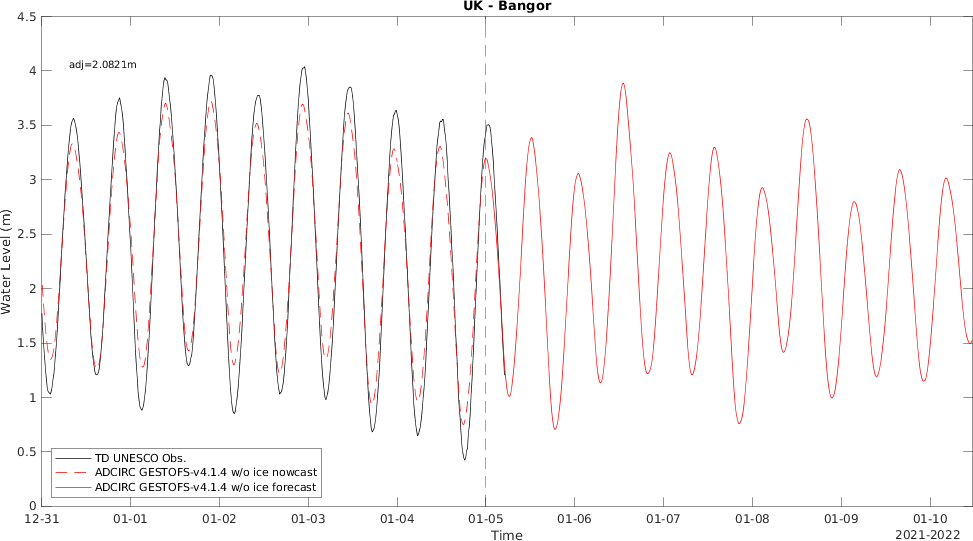 UK - Bangor
4.5
4
3.5
3
2.5
2
1.5
1
0.5
0
Water Level (m)
adj=2.0821m
TD UNESCO Obs.
ADCIRC GESTOFS-v4.1.4 w/o ice nowcast
ADCIRC GESTOFS-v4.1.4 w/o ice forecast
12-31 01-01 01-02 01-03 01-04 01-05 01-06 01-07 01-08 01-09 01-10
Time
2021-2022